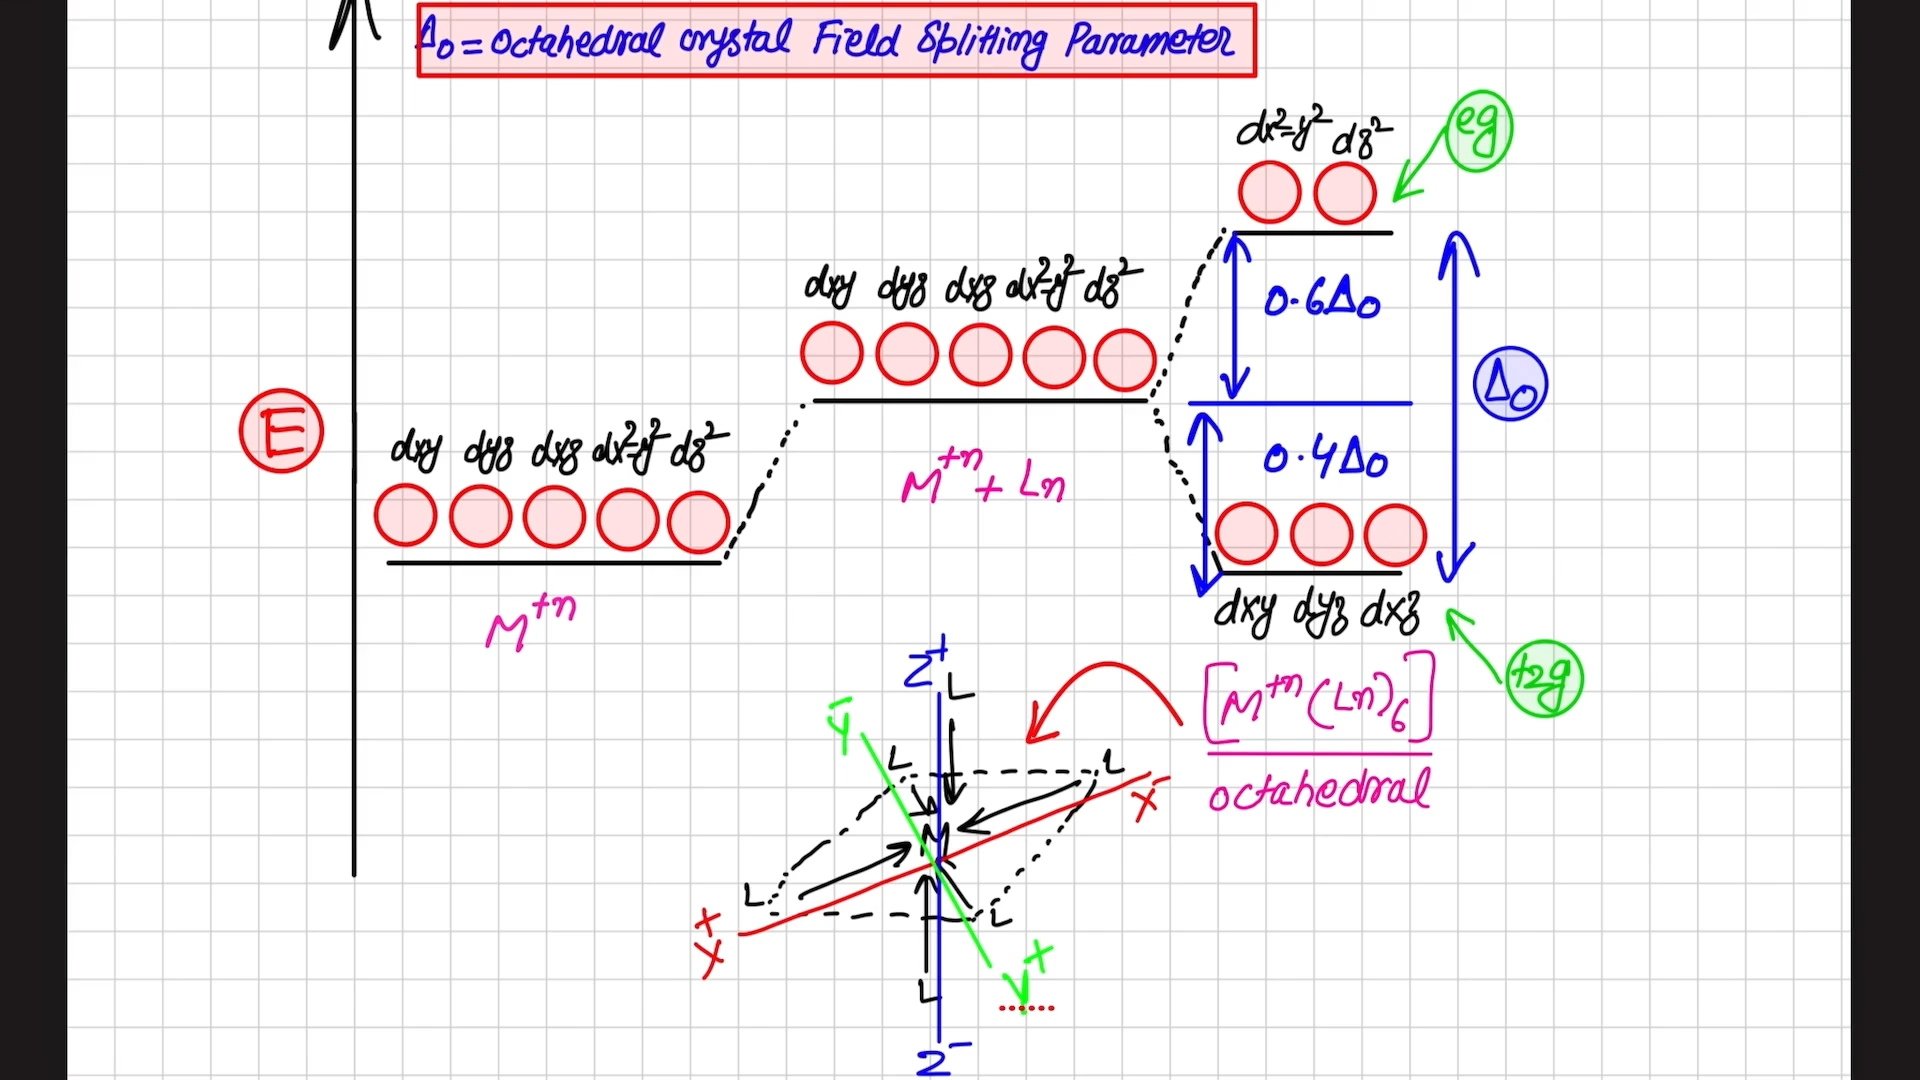 Δo = octahedral crystal Field Splitting Parameter
dx²-y² dz²
eg
dxy dyz dxz dx²-y² dz²
0.6Δo
Δo
E
dxy dyz dxz dx²-y² dz²
0.4Δo
M⁺ⁿ + Ln
M⁺ⁿ
dxy dyz dxz
t2g
[M⁺ⁿ(Ln)₆]
octahedral
Z⁺
L
y⁻
L
L
x⁻
M
L
L
x⁺
y⁺
L
Z⁻